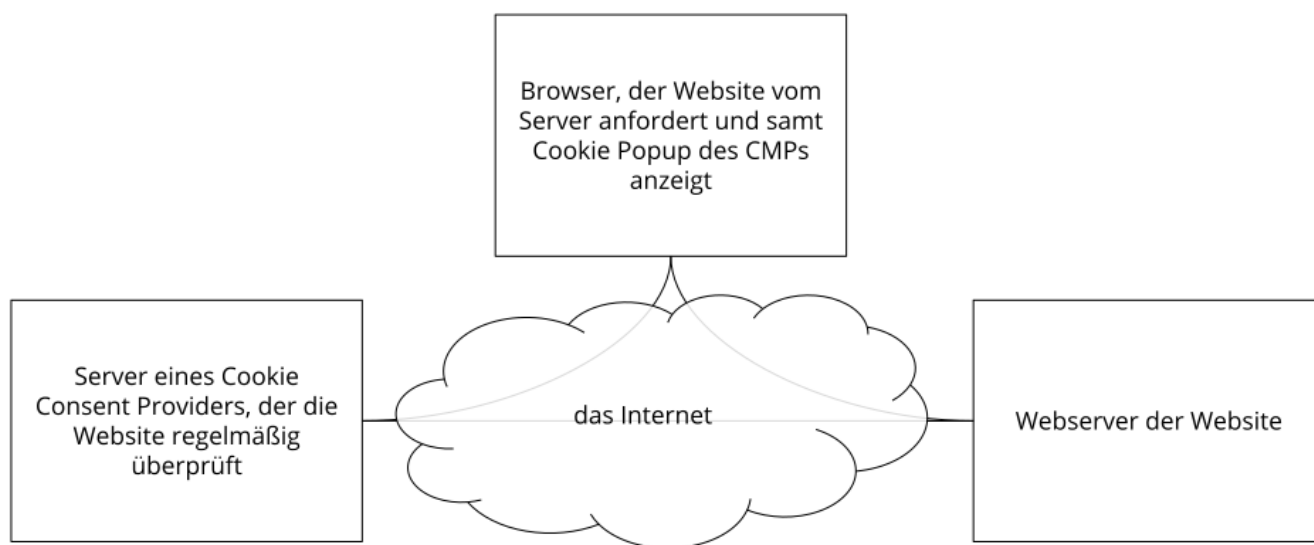 Browser, der Website vom
Server anfordert und samt
Cookie Popup des CMPs
anzeigt
Server eines Cookie
Consent Providers, der die
Website regelmäßig
überprüft
das Internet
Webserver der Website